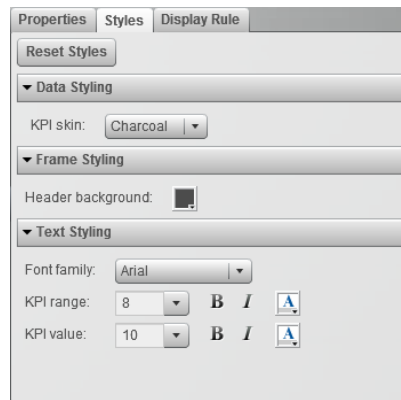 Properties Styles Display Rule
Reset Styles
Data Styling
KPI skin: Charcoal
Frame Styling
Header background:
Text Styling
Font family: Arial
KPI range: 8 B I A
KPI value: 10 B I A